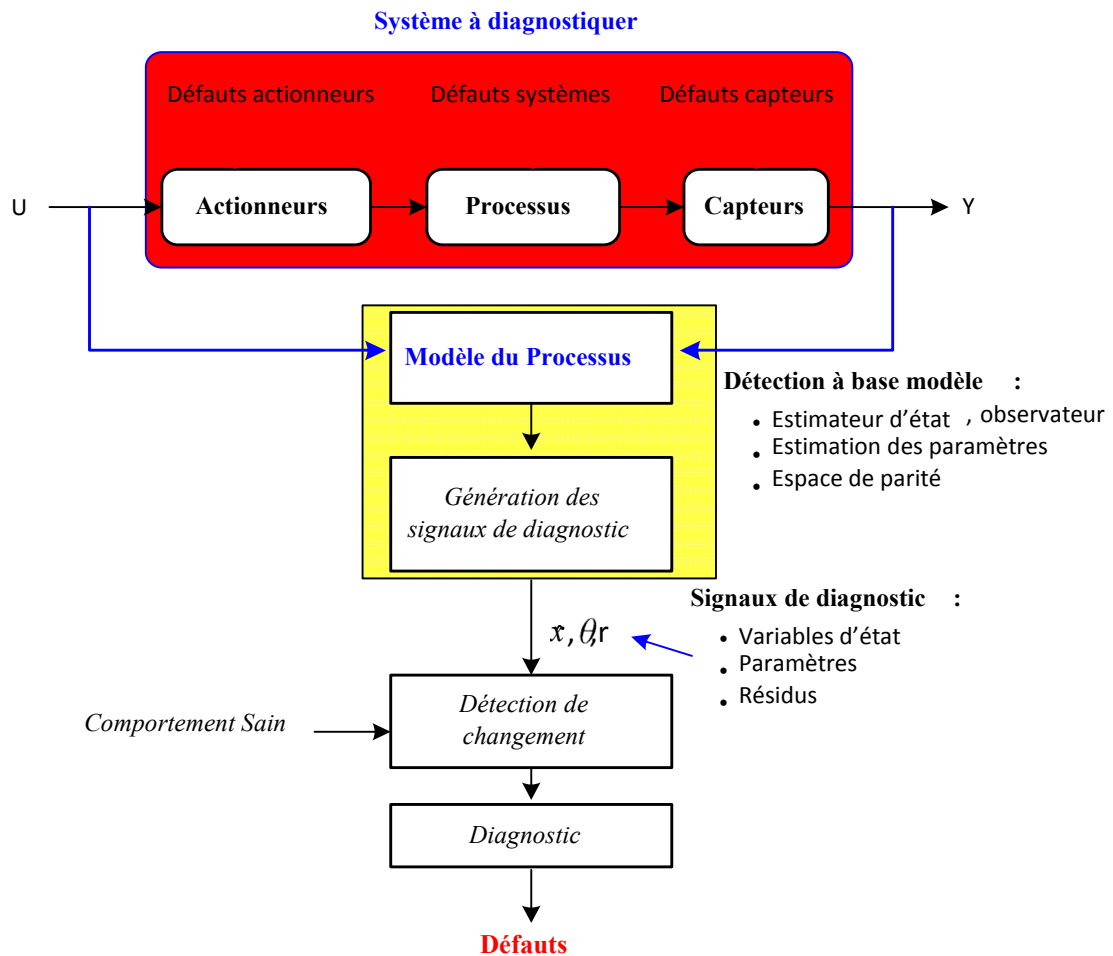 Système à diagnostiquer
Défauts actionneurs
Défauts systèmes
Défauts capteurs
U
Actionneurs
Processus
Capteurs
Y
Modèle du Processus
Détection à base modèle :
• Estimateur d’état , observateur
• Estimation des paramètres
• Espace de parité
Génération des
signaux de diagnostic
Signaux de diagnostic :
x̂, θ, r
• Variables d’état
• Paramètres
• Résidus
Comportement Sain
Détection de
changement
Diagnostic
Défauts